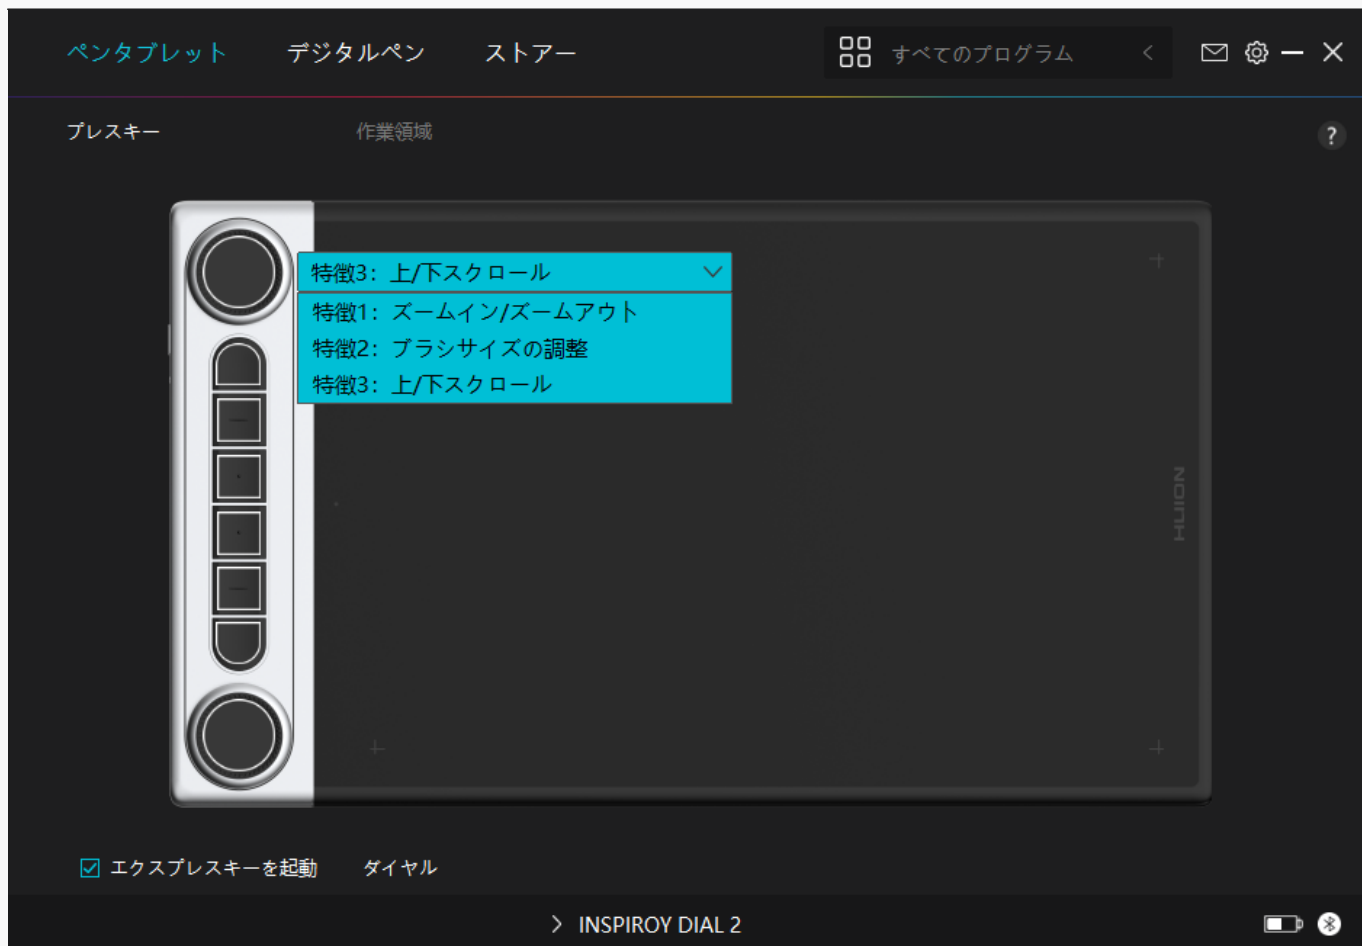 ペンタブレット デジタルペン ストアー すべてのプログラム
プレスキー 作業領域 ?
特徴3: 上/下スクロール
特徴1: ズームイン/ズームアウト
特徴2: ブラシサイズの調整
特徴3: 上/下スクロール
HUION
エクスプレスキーを起動 ダイヤル
INSPIROY DIAL 2